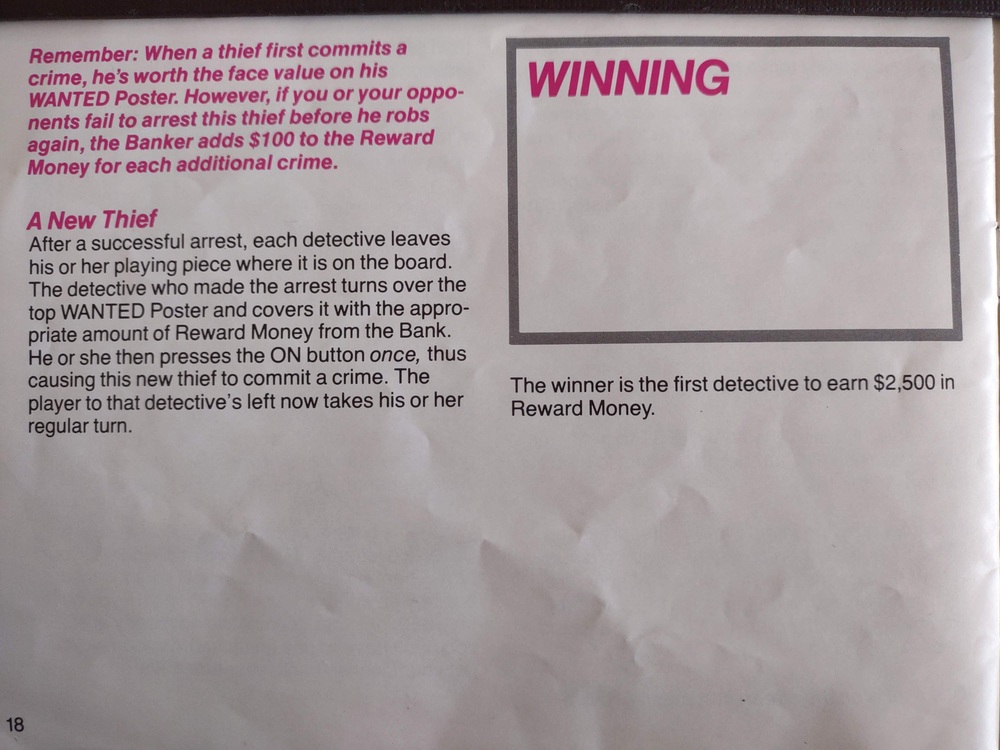 Remember: When a thief first commits a
crime, he's worth the face value on his
WANTED Poster. However, if you or your oppo-
nents fail to arrest this thief before he robs
again, the Banker adds $100 to the Reward
Money for each additional crime.
A New Thief
After a successful arrest, each detective leaves
his or her playing piece where it is on the board.
The detective who made the arrest turns over the
top WANTED Poster and covers it with the appro-
priate amount of Reward Money from the Bank.
He or she then presses the ON button once, thus
causing this new thief to commit a crime. The
player to that detective's left now takes his or her
regular turn.
WINNING
The winner is the first detective to earn $2,500 in
Reward Money.
18